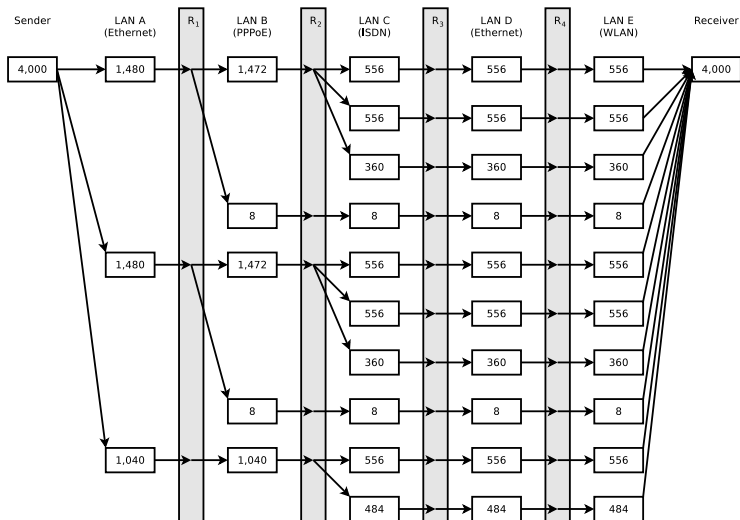 Sender LAN A R1 LAN B R2 LAN C R3 LAN D R4 LAN E Receiver
(Ethernet) (PPPoE) (ISDN) (Ethernet) (WLAN)
4,000 1,480 1,472 556 556 556 4,000
556 556 556
360 360 360
8 8 8 8
1,480 1,472 556 556 556
556 556 556
360 360 360
8 8 8 8
1,040 1,040 556 556 556
484 484 484